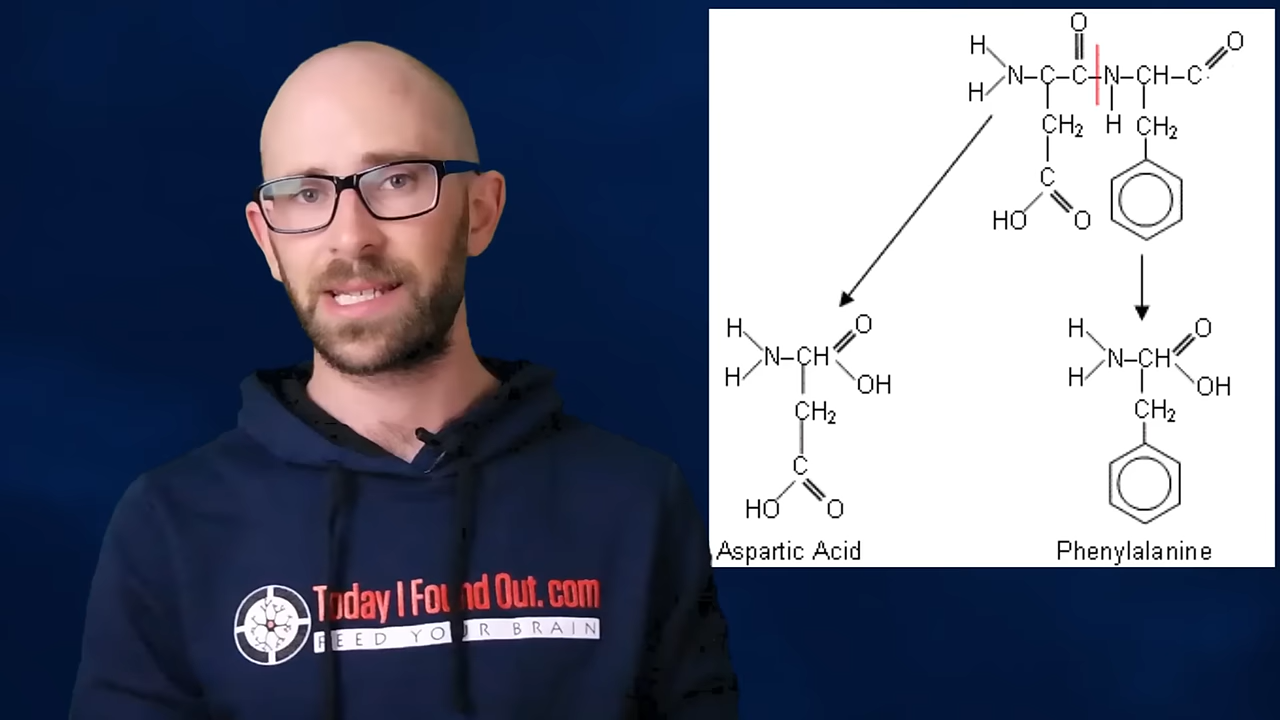 Today I Found Out. com
FEED YOUR BRAIN
O
H O
N-C-C-N-CH-C
H
CH₂ H CH₂
C
HO O
H O
N-CH
H OH
CH₂
C
HO O
Aspartic Acid
H O
N-CH
H OH
CH₂
Phenylalanine